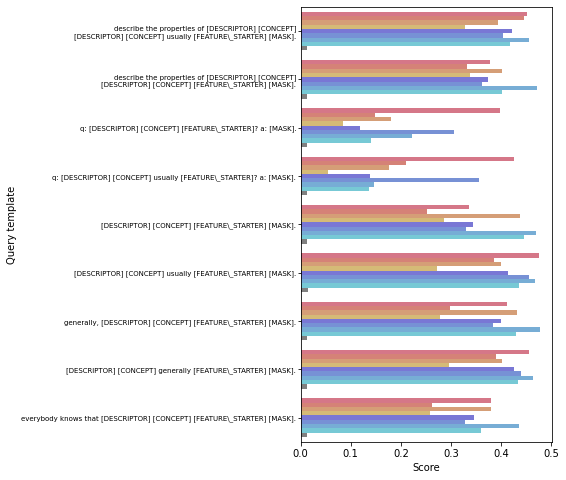 describe the properties of [DESCRIPTOR] [CONCEPT]
[DESCRIPTOR] [CONCEPT] usually [FEATURE\_STARTER] [MASK].
describe the properties of [DESCRIPTOR] [CONCEPT]
[DESCRIPTOR] [CONCEPT] [FEATURE\_STARTER] [MASK].
q: [DESCRIPTOR] [CONCEPT] [FEATURE\_STARTER]? a: [MASK].
q: [DESCRIPTOR] [CONCEPT] usually [FEATURE\_STARTER]? a: [MASK].
Query template
[DESCRIPTOR] [CONCEPT] [FEATURE\_STARTER] [MASK].
[DESCRIPTOR] [CONCEPT] usually [FEATURE\_STARTER] [MASK].
generally, [DESCRIPTOR] [CONCEPT] [FEATURE\_STARTER] [MASK].
[DESCRIPTOR] [CONCEPT] generally [FEATURE\_STARTER] [MASK].
everybody knows that [DESCRIPTOR] [CONCEPT] [FEATURE\_STARTER] [MASK].
0.0 0.1 0.2 0.3 0.4 0.5
Score